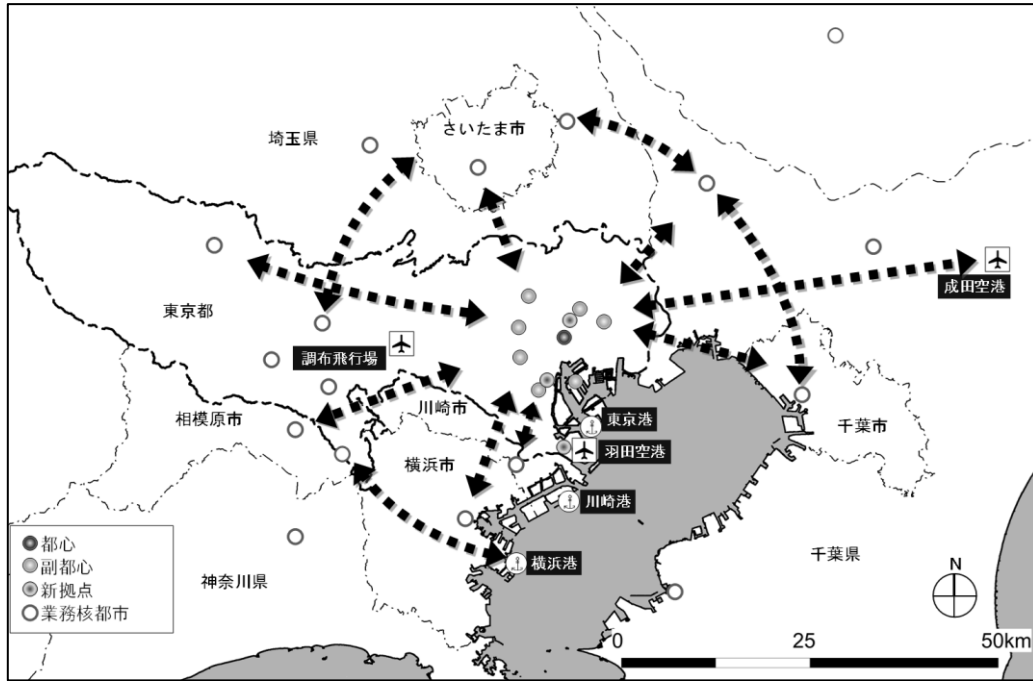 埼玉県
さいたま市
成田空港
東京都
調布飛行場
相模原市
川崎市
東京港
千葉市
横浜市
羽田空港
川崎港
横浜港
千葉県
神奈川県
都心
副都心
新拠点
業務核都市
N
0 25 50km